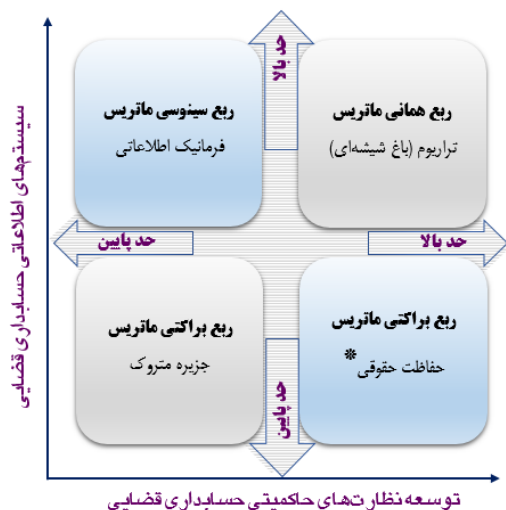 حد بالا
ربع همانی ماتریس
تراریوم (باغ شیشه‌ای)
ربع سینوسی ماتریس
فرمانیک اطلاعاتی
حد بالا
حد پایین
ربع براکتی ماتریس
حفاظت حقوقی*
ربع براکتی ماتریس
جزیره متروک
حد پایین
سیستم‌های اطلاعاتی حسابداری قضایی
توسعه نظارت‌های حاکمیتی حسابداری قضایی